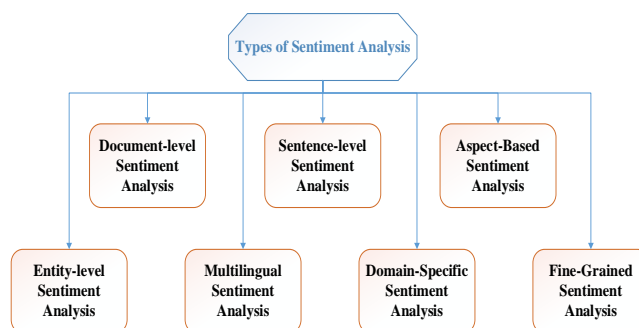 Types of Sentiment Analysis
Document-level
Sentiment
Analysis
Sentence-level
Sentiment
Analysis
Aspect-Based
Sentiment
Analysis
Entity-level
Sentiment
Analysis
Multilingual
Sentiment
Analysis
Domain-Specific
Sentiment
Analysis
Fine-Grained
Sentiment
Analysis